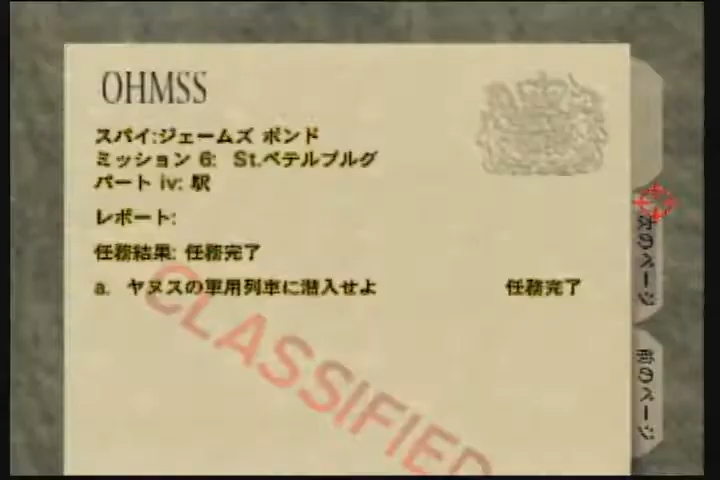 OHMSS
スパイ:ジェームズ ボンド
ミッション 6: St.ペテルブルグ
パート iv: 駅
レポート:
任務結果: 任務完了
a. ヤヌスの軍用列車に潜入せよ 任務完了
CLASSIFIED
次のページ
前のページ